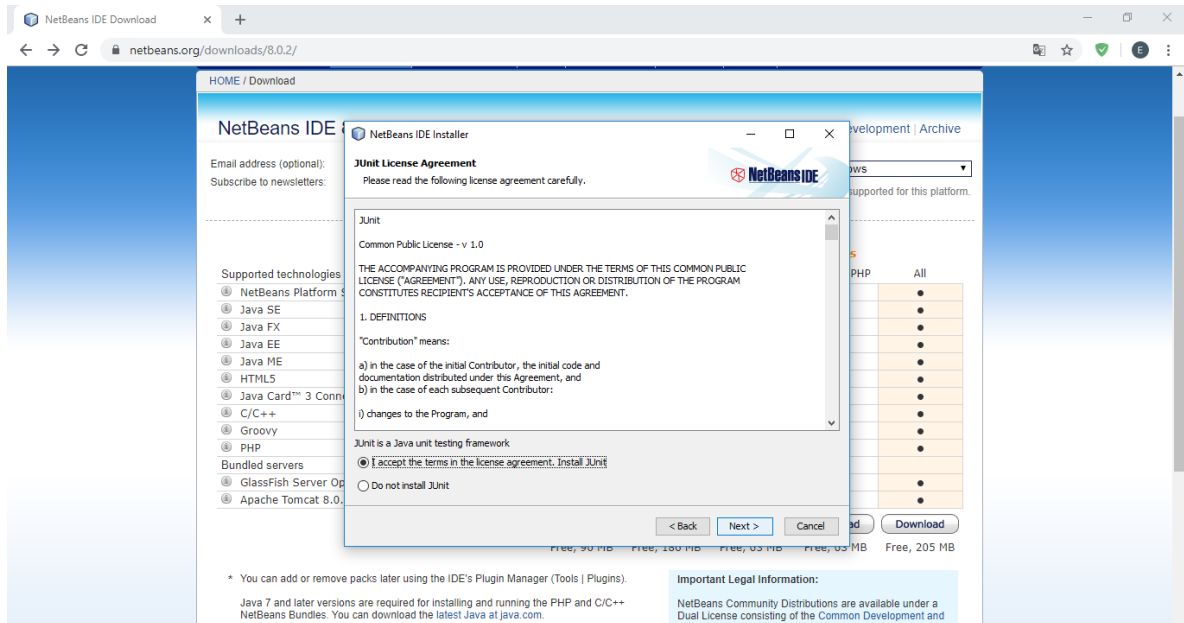 NetBeans IDE Download
netbeans.org/downloads/8.0.2/
E
HOME / Download
NetBeans IDE
Development | Archive
Email address (optional):
Subscribe to newsletters:
supported for this platform.
Supported technologies
PHP
All
NetBeans Platform
Java SE
Java FX
Java EE
Java ME
HTML5
Java Card™ 3
C/C++
Groovy
PHP
Bundled servers
GlassFish Server
Apache Tomcat 8.0.
Download
Free, 205 MB
NetBeans IDE Installer
JUnit License Agreement
Please read the following license agreement carefully.
NetBeans IDE
JUnit
Common Public License - v 1.0
THE ACCOMPANYING PROGRAM IS PROVIDED UNDER THE TERMS OF THIS COMMON PUBLIC
LICENSE ("AGREEMENT"). ANY USE, REPRODUCTION OR DISTRIBUTION OF THE PROGRAM
CONSTITUTES RECIPIENT'S ACCEPTANCE OF THIS AGREEMENT.
1. DEFINITIONS
"Contribution" means:
a) in the case of the initial Contributor, the initial code and
documentation distributed under this Agreement, and
b) in the case of each subsequent Contributor:
i) changes to the Program, and
JUnit is a Java unit testing framework
I accept the terms in the license agreement. Install JUnit
Do not install JUnit
< Back
Next >
Cancel
* You can add or remove packs later using the IDE's Plugin Manager (Tools | Plugins).
Java 7 and later versions are required for installing and running the PHP and C/C++
NetBeans Bundles. You can download the latest Java at java.com.
Important Legal Information:
NetBeans Community Distributions are available under a
Dual License consisting of the Common Development and